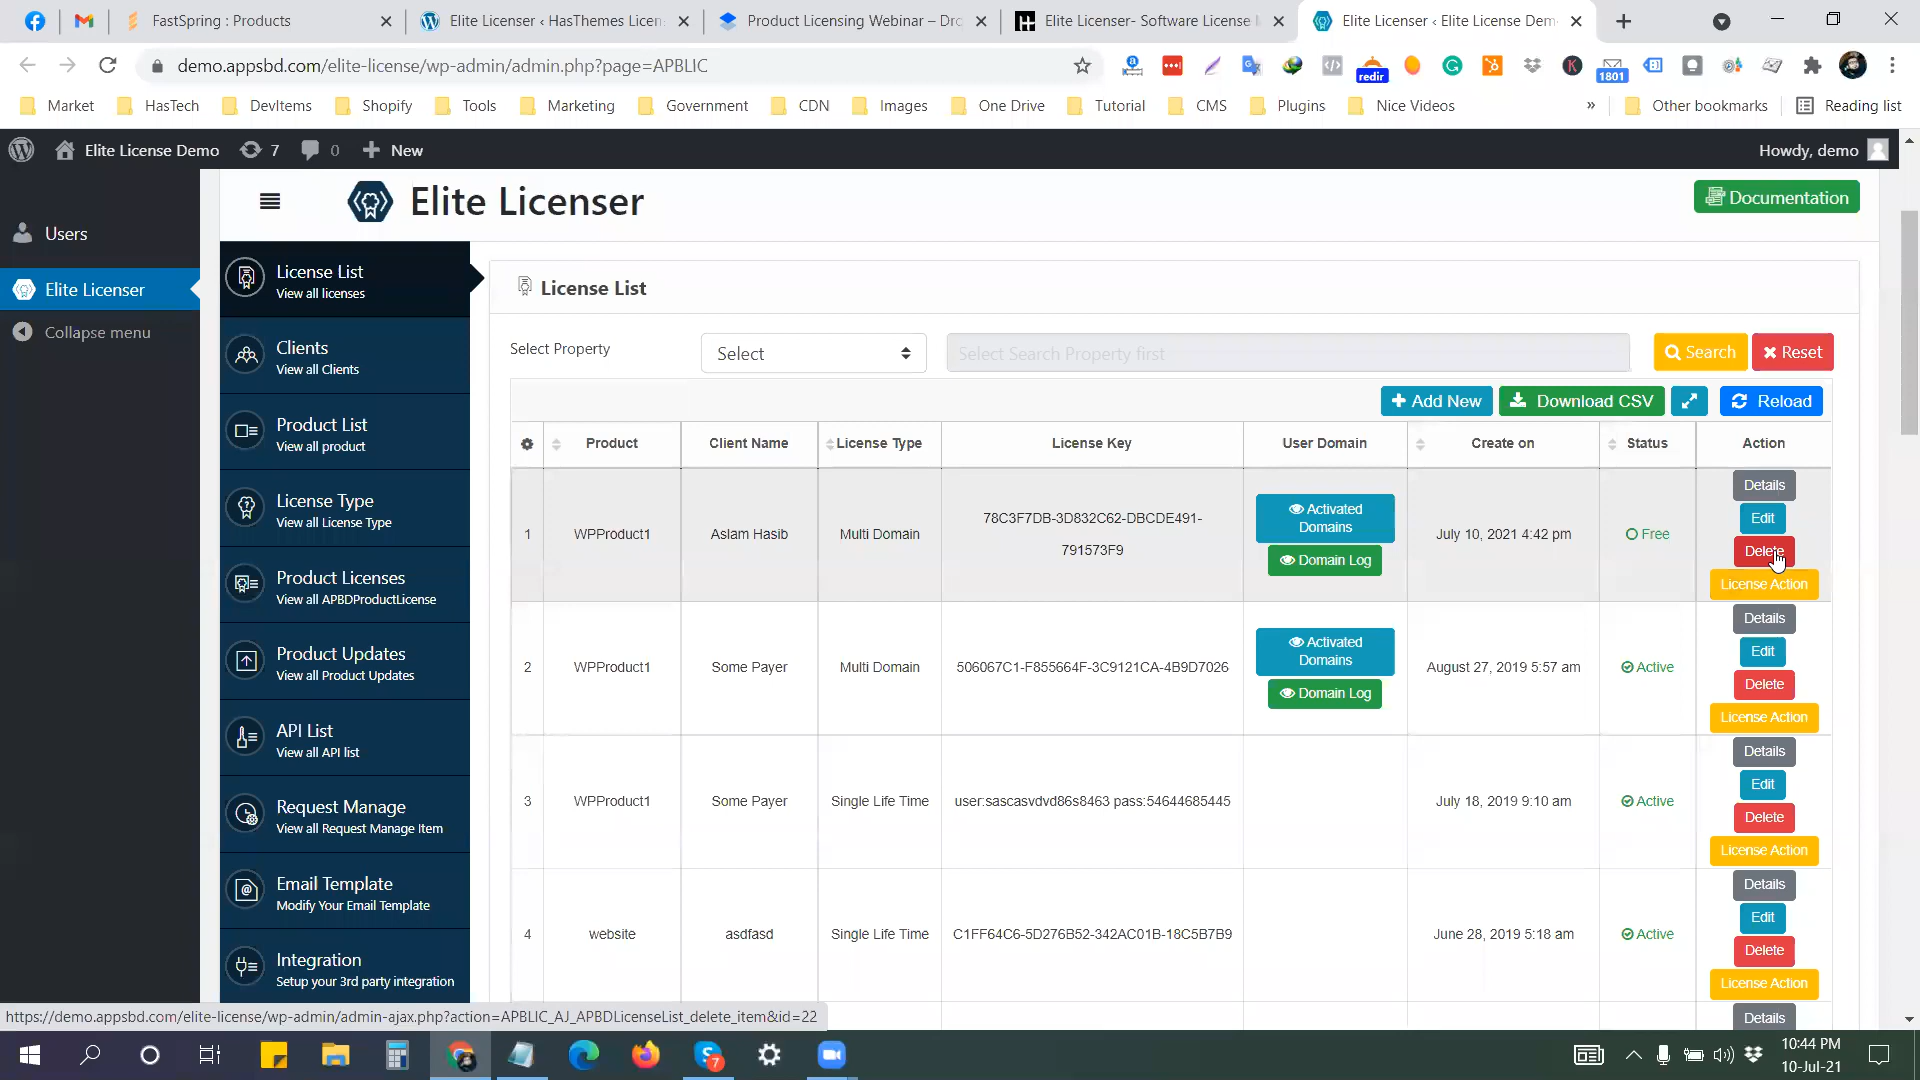 FastSpring : Products
Elite Licenser ‹ HasThemes Licen
Product Licensing Webinar – Dro
Elite Licenser- Software License M
Elite Licenser ‹ Elite License Dem
demo.appsbd.com/elite-license/wp-admin/admin.php?page=APBLIC
redir
1801
Market
HasTech
DevItems
Shopify
Tools
Marketing
Government
CDN
Images
One Drive
Tutorial
CMS
Plugins
Nice Videos
»
Other bookmarks
Reading list
Elite License Demo
7
0
New
Howdy, demo
Users
Elite Licenser
Collapse menu
Elite Licenser
Documentation
License List
View all licenses
Clients
View all Clients
Product List
View all product
License Type
View all License Type
Product Licenses
View all APBDProductLicense
Product Updates
View all Product Updates
API List
View all API list
Request Manage
View all Request Manage Item
Email Template
Modify Your Email Template
Integration
Setup your 3rd party integration
License List
Select Property
Select
Select Search Property first
Search
Reset
Add New
Download CSV
Reload
Product Client Name License Type License Key User Domain Create on Status Action
1 WPProduct1 Aslam Hasib Multi Domain 78C3F7DB-3D832C62-DBCDE491-
791573F9
Activated
Domains
Domain Log
July 10, 2021 4:42 pm
Free
Details
Edit
Delete
License Action
2 WPProduct1 Some Payer Multi Domain 506067C1-F855664F-3C9121CA-4B9D7026
Activated
Domains
Domain Log
August 27, 2019 5:57 am
Active
Details
Edit
Delete
License Action
3 WPProduct1 Some Payer Single Life Time user:sascasvdvd86s8463 pass:54644685445 July 18, 2019 9:10 am Active
Details
Edit
Delete
License Action
4 website asdfasd Single Life Time C1FF64C6-5D276B52-342AC01B-18C5B7B9 June 28, 2019 5:18 am Active
Details
Edit
Delete
License Action
Details
https://demo.appsbd.com/elite-license/wp-admin/admin-ajax.php?action=APBLIC_AJ_APBDLicenseList_delete_item&id=22
7
10:44 PM
10-Jul-21